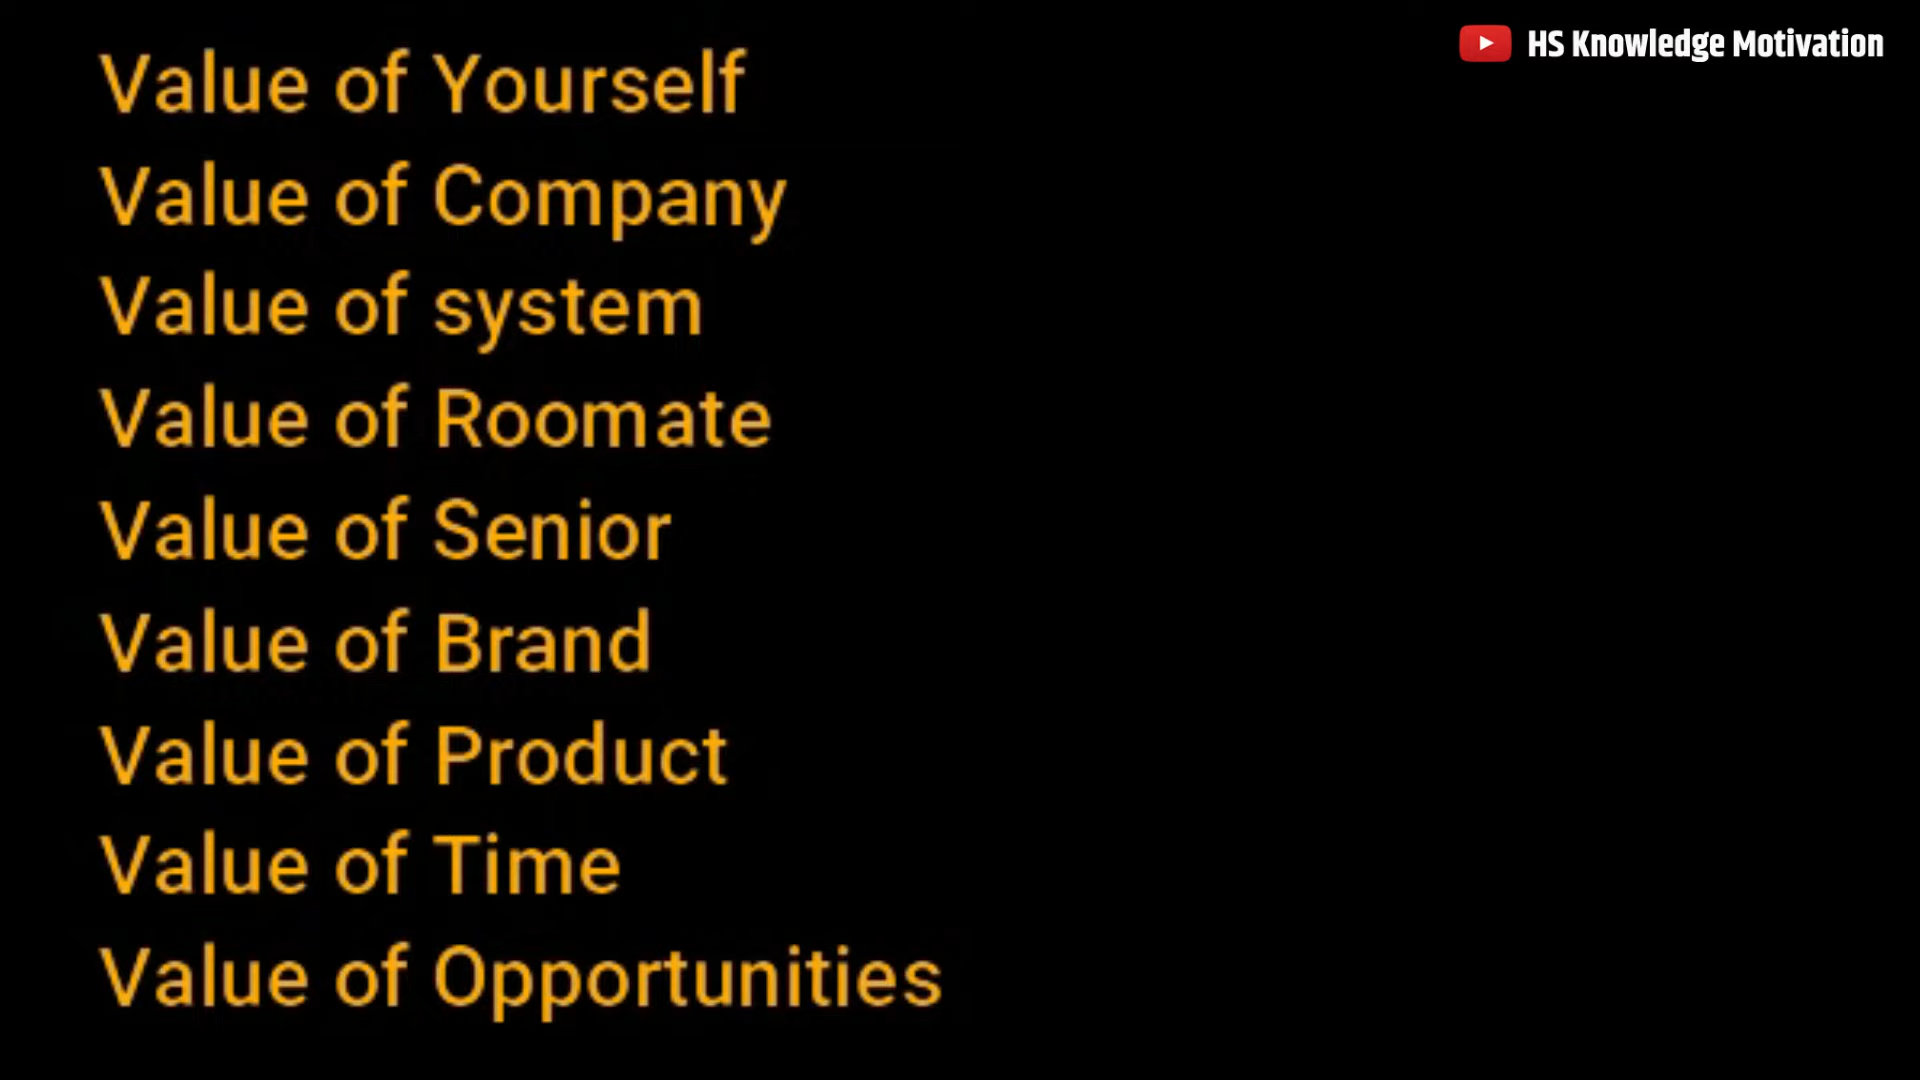 Value of Yourself
HS Knowledge Motivation
Value of Company
Value of system
Value of Roomate
Value of Senior
Value of Brand
Value of Product
Value of Time
Value of Opportunities